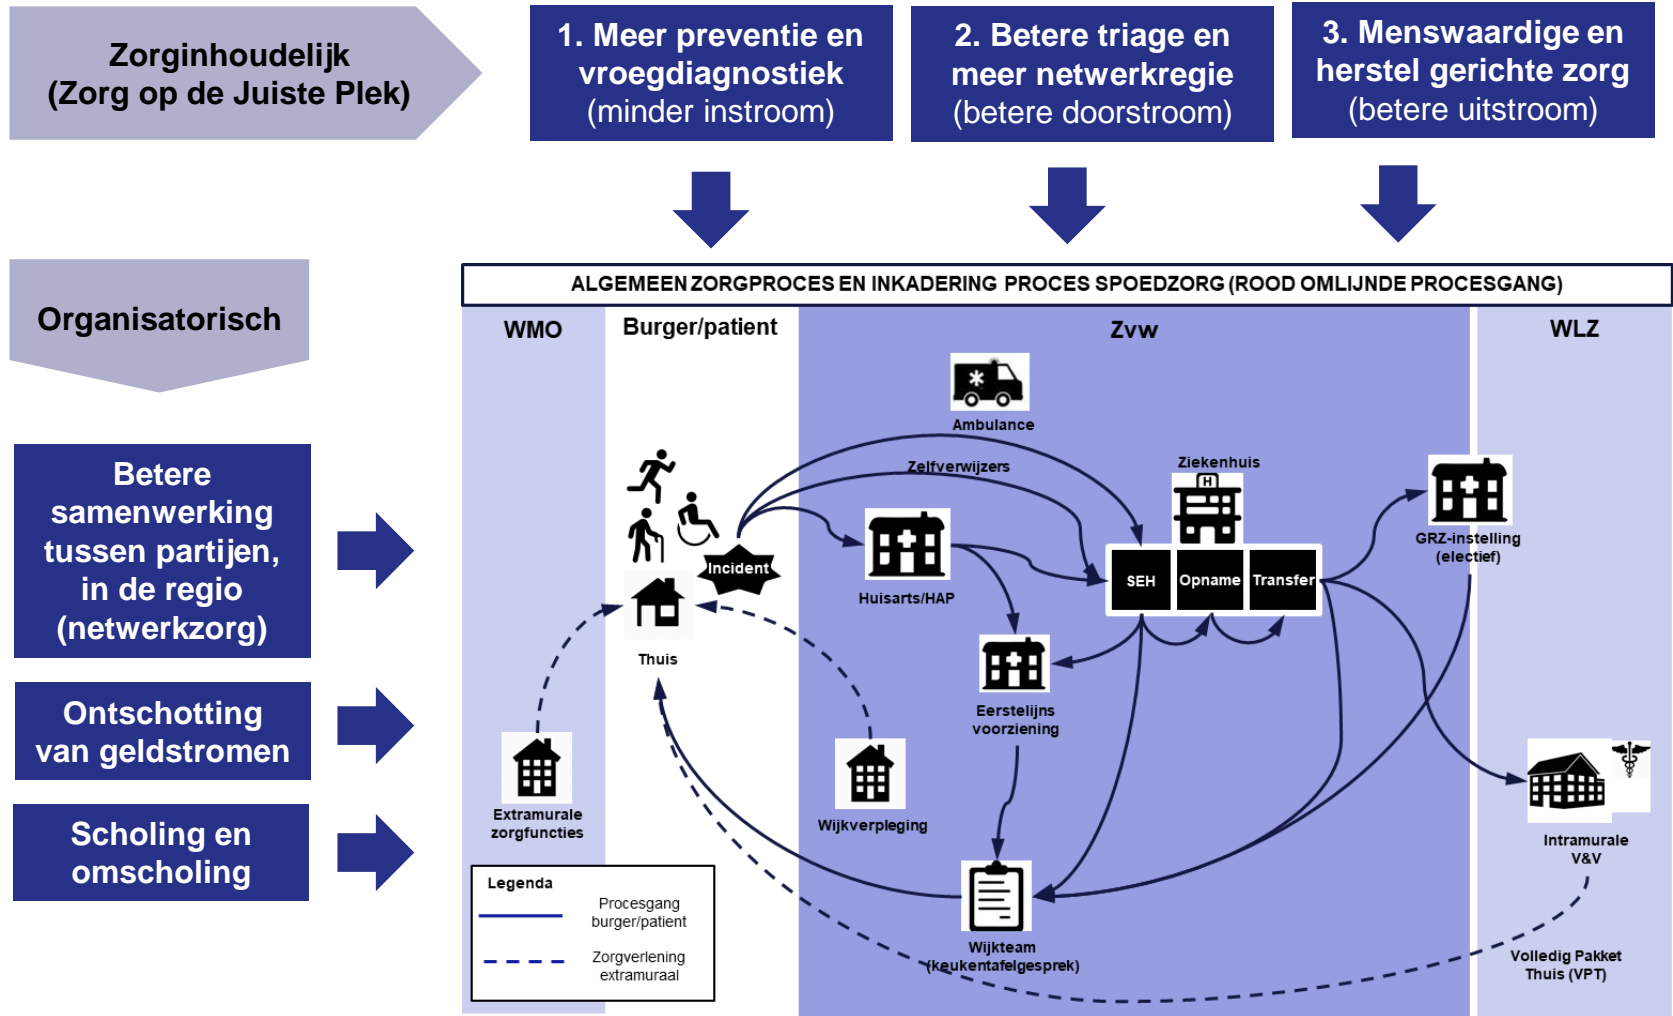 Zorginhoudelijk
(Zorg op de Juiste Plek)
1. Meer preventie en
vroegdiagnostiek
(minder instroom)
2. Betere triage en
meer netwerkregie
(betere doorstroom)
3. Menswaardige en
herstel gerichte zorg
(betere uitstroom)
Organisatorisch
Betere
samenwerking
tussen partijen,
in de regio
(netwerkzorg)
Ontschotting
van geldstromen
Scholing en
omscholing
ALGEMEEN ZORGPROCES EN INKADERING PROCES SPOEDZORG (ROOD OMLIJNDE PROCESGANG)
WMO
Burger/patient
Zvw
WLZ
Ambulance
Zelfverwijzers
Ziekenhuis
H
GRZ-instelling
(electief)
Incident
Huisarts/HAP
SEH
Opname
Transfer
Thuis
Eerstelijns
voorziening
Extramurale
zorgfuncties
Wijkverpleging
Intramurale
V&V
Wijkteam
(keukentafelgesprek)
Volledig Pakket
Thuis (VPT)
Legenda
Procesgang
burger/patient
Zorgverlening
extramuraal